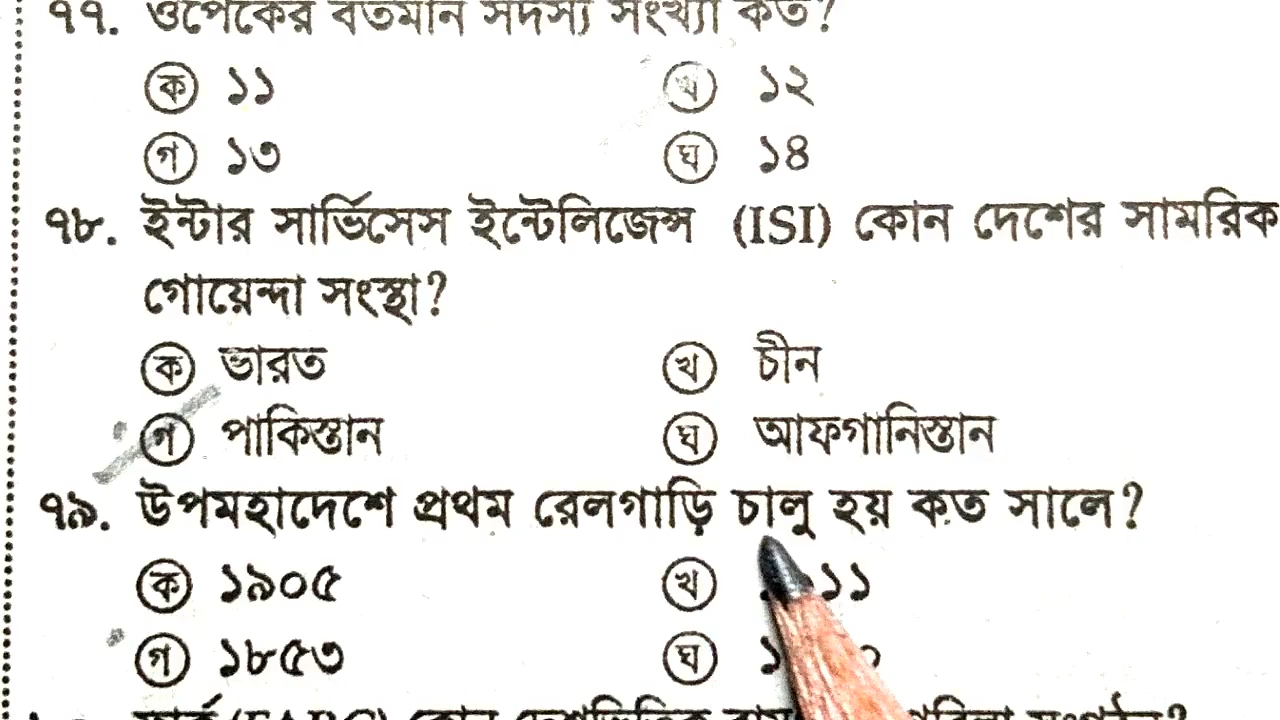 ৭৭. ওপেকের বর্তমান সদস্য সংখ্যা কত?
ক ১১ খ ১২
গ ১৩ ঘ ১৪
৭৮. ইন্টার সার্ভিসেস ইন্টেলিজেন্স (ISI) কোন দেশের সামরিক
গোয়েন্দা সংস্থা?
ক ভারত খ চীন
গ পাকিস্তান ঘ আফগানিস্তান
৭৯. উপমহাদেশে প্রথম রেলগাড়ি চালু হয় কত সালে?
ক ১৯০৫ খ
গ ১৮৫৩ ঘ